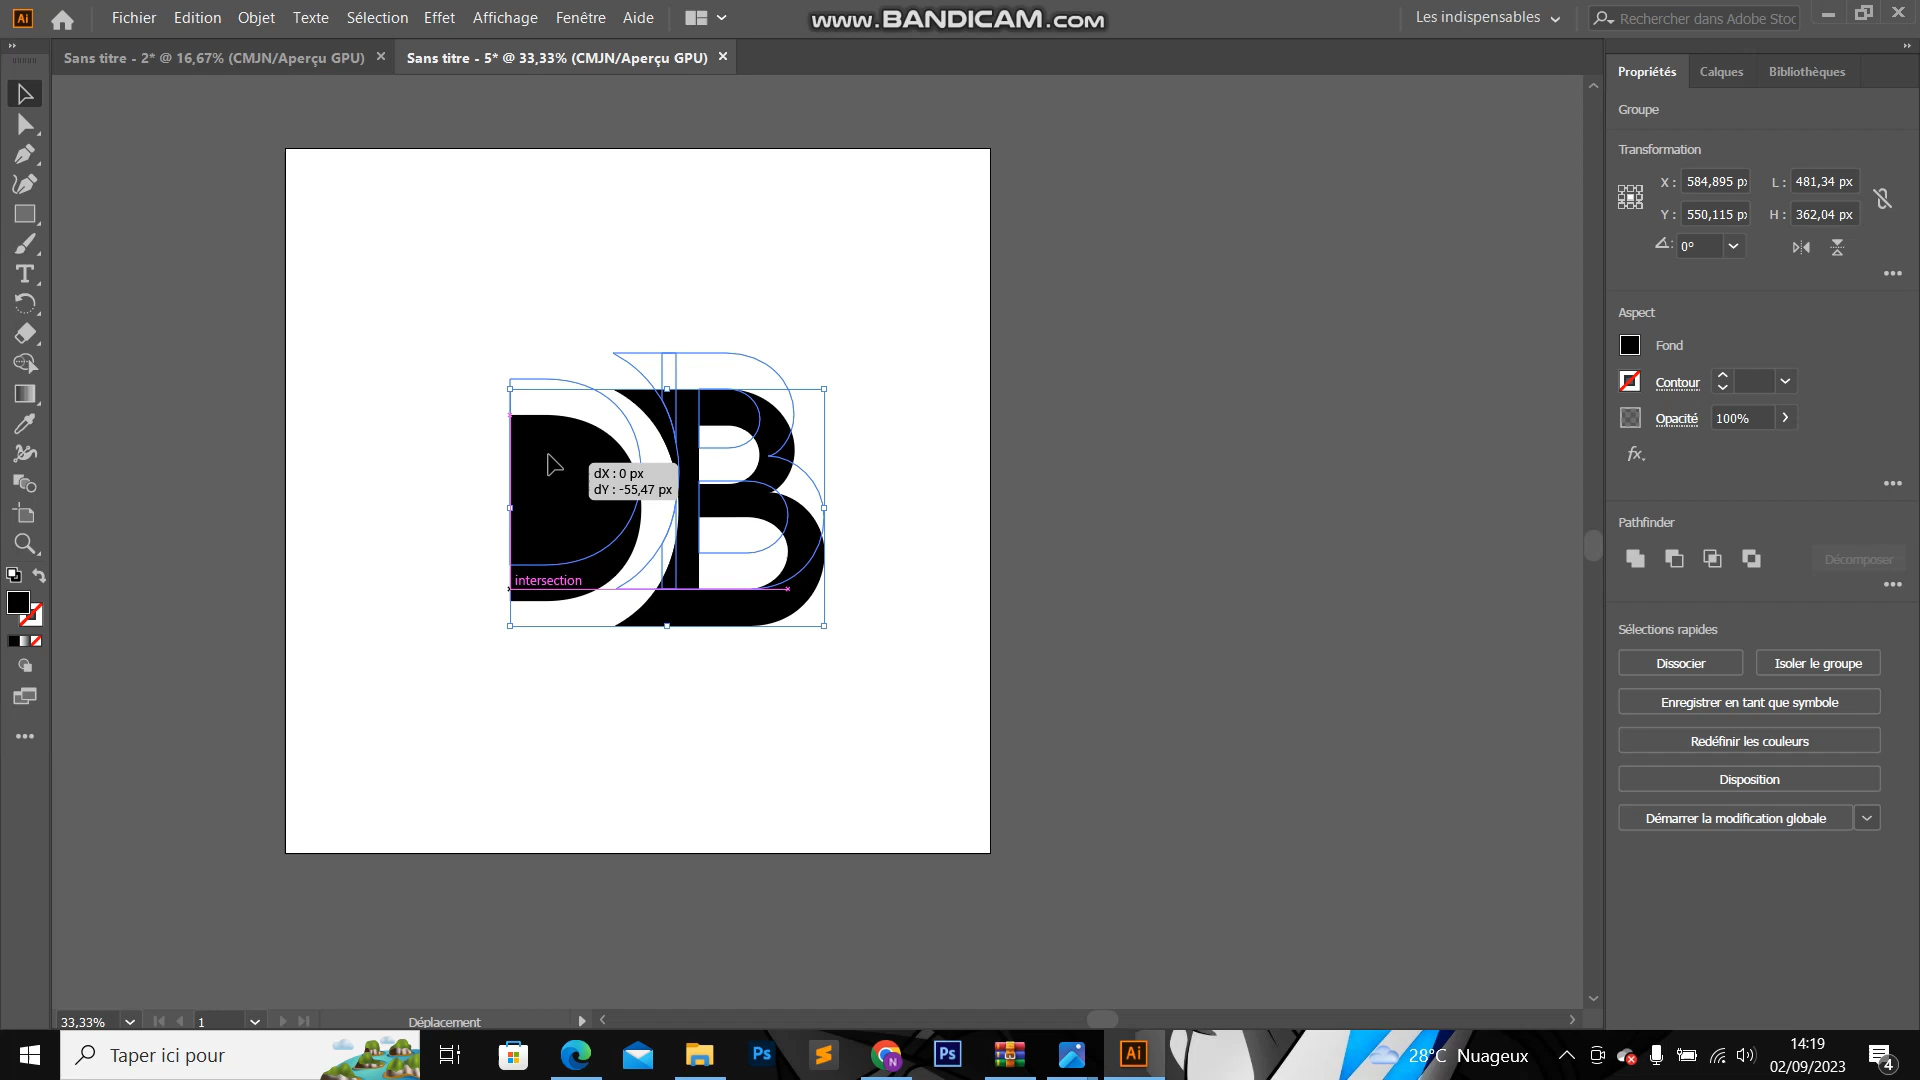 Fichier Edition Objet Texte Sélection Effet Affichage Fenêtre Aide
www.BANDICAM.com
Les indispensables
Rechercher dans Adobe Stoc
Sans titre - 2* @ 16,67% (CMJN/Aperçu GPU)
Sans titre - 5* @ 33,33% (CMJN/Aperçu GPU)
Propriétés Calques Bibliothèques
Groupe
Transformation
X : 584,895 px L : 481,34 px
Y : 550,115 px H : 362,04 px
0°
Aspect
Fond
Contour
Opacité 100%
fx.
Pathfinder
Décomposer
Sélections rapides
Dissocier Isoler le groupe
Enregistrer en tant que symbole
Redéfinir les couleurs
Disposition
Démarrer la modification globale
DB
dX : 0 px
dY : -55,47 px
intersection
33,33% 1 Déplacement
Taper ici pour
Ps
N
Ps
Ai
28°C Nuageux
14:19
02/09/2023
4
Ai
T